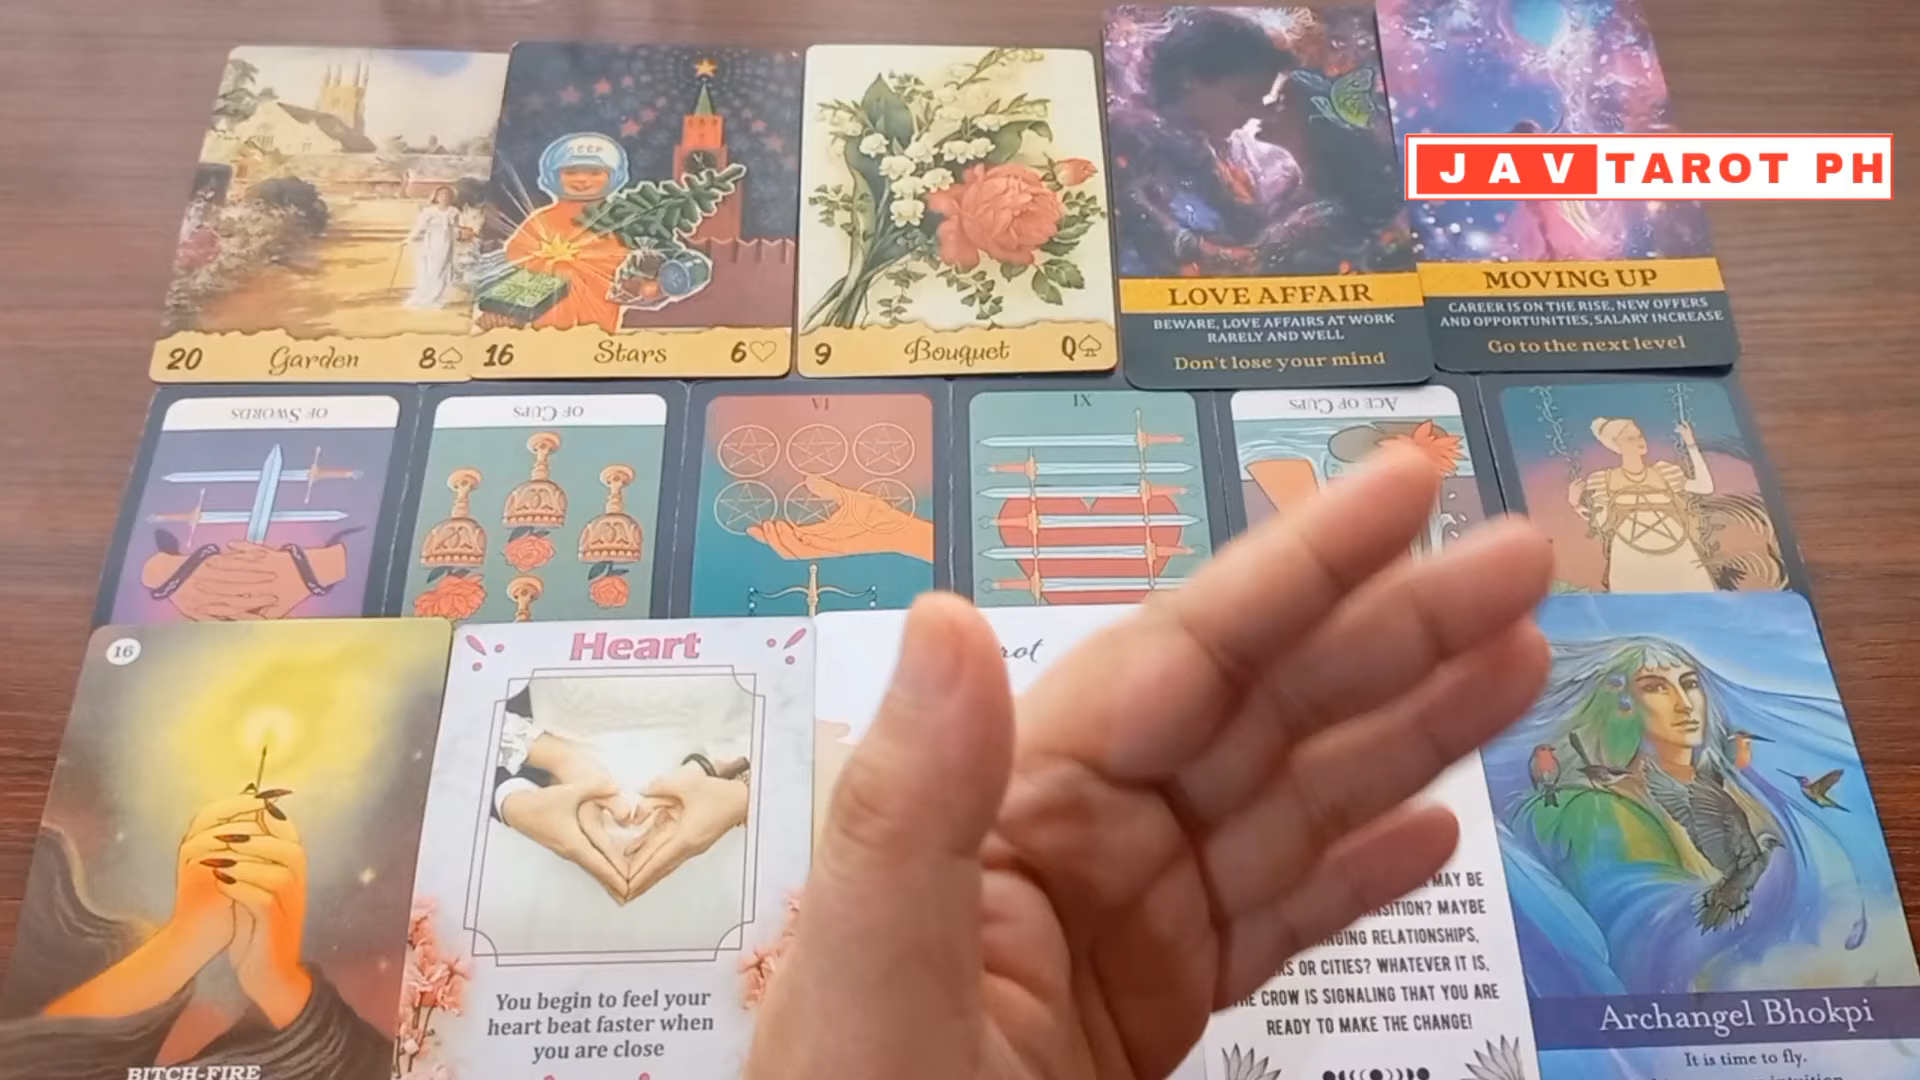 JAV TAROT PH
20 Garden 8♤
16 Stars 6♡
СССР
9 Bouquet Q♤
LOVE AFFAIR
BEWARE, LOVE AFFAIRS AT WORK
RARELY AND WELL
Don't lose your mind
MOVING UP
CAREER IS ON THE RISE, NEW OFFERS
AND OPPORTUNITIES, SALARY INCREASE
Go to the next level
OF SWORDS
OF CUPS
VI
IX
ACE OF CUPS
16
BITCH-FIRE
Heart
You begin to feel your
heart beat faster when
you are close
MAY BE
MAYBE
RELATIONSHIPS,
OR CITIES? WHATEVER IT IS,
CROW IS SIGNALING THAT YOU ARE
READY TO MAKE THE CHANGE!
Archangel Bhokpi
It is time to fly.